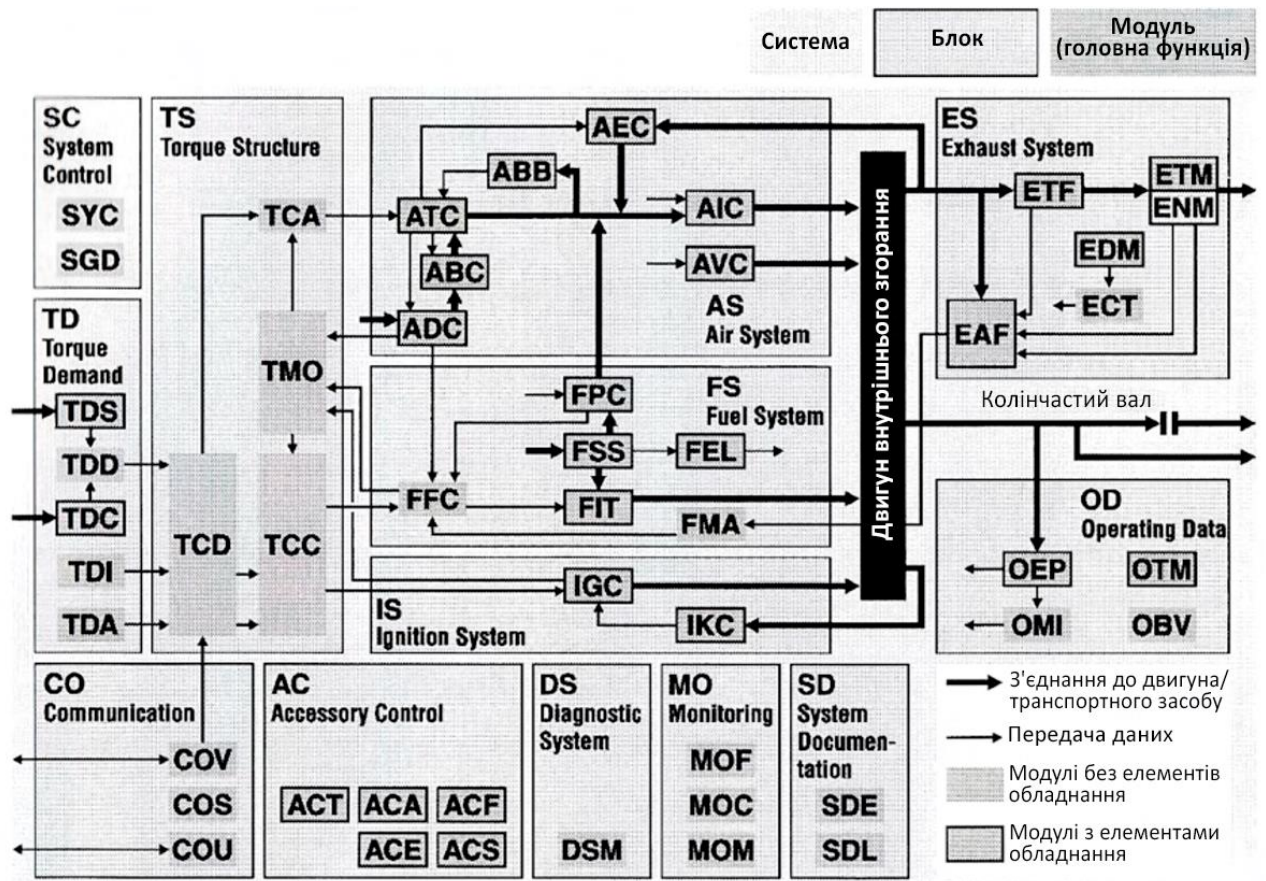 Система
Блок
Модуль
(головна функція)
SC
System
Control
SYC
SGD
TS
Torque Structure
TCA
TMO
TCD
TCC
AEC
ABB
ATC
AIC
ABC
AVC
ADC
AS
Air System
Двигун внутрішнього згорання
ES
Exhaust System
ETF
ETM
ENM
EDM
ECT
EAF
TD
Torque
Demand
TDS
TDD
TDC
TDI
TDA
FPC
FS
Fuel System
FSS
FEL
FFC
FIT
FMA
Колінчастий вал
IGC
IS
Ignition System
IKC
OD
Operating Data
OEP
OTM
OMI
OBV
CO
Communication
COV
COS
COU
AC
Accessory Control
ACT
ACA
ACF
ACE
ACS
DS
Diagnostic
System
DSM
MO
Monitoring
MOF
MOC
MOM
SD
System
Documen-
tation
SDE
SDL
З'єднання до двигуна/
транспортного засобу
Передача даних
Модулі без елементів
обладнання
Модулі з елементами
обладнання